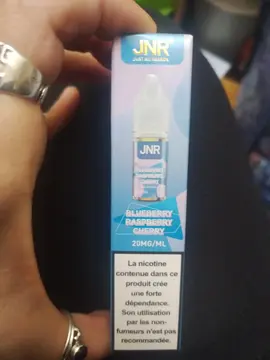 JNR
JNR
BLUEBERRY
RASPBERRY
CHERRY
20MG/ML
La nicotine
contenue dans ce
produit crée
une forte
dépendance.
Son utilisation
par les non-
fumeurs n'est pas
recommandée.